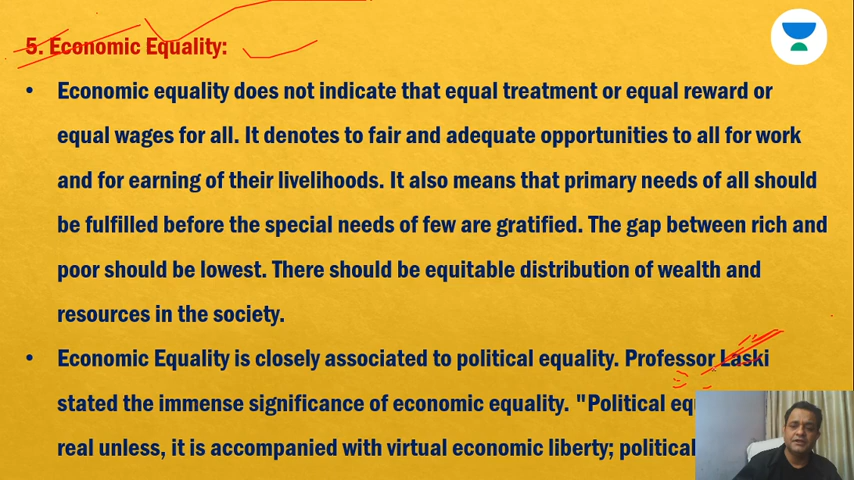 5. Economic Equality:
• Economic equality does not indicate that equal treatment or equal reward or
equal wages for all. It denotes to fair and adequate opportunities to all for work
and for earning of their livelihoods. It also means that primary needs of all should
be fulfilled before the special needs of few are gratified. The gap between rich and
poor should be lowest. There should be equitable distribution of wealth and
resources in the society.
• Economic Equality is closely associated to political equality. Professor Laski
stated the immense significance of economic equality. "Political
real unless, it is accompanied with virtual economic liberty; political